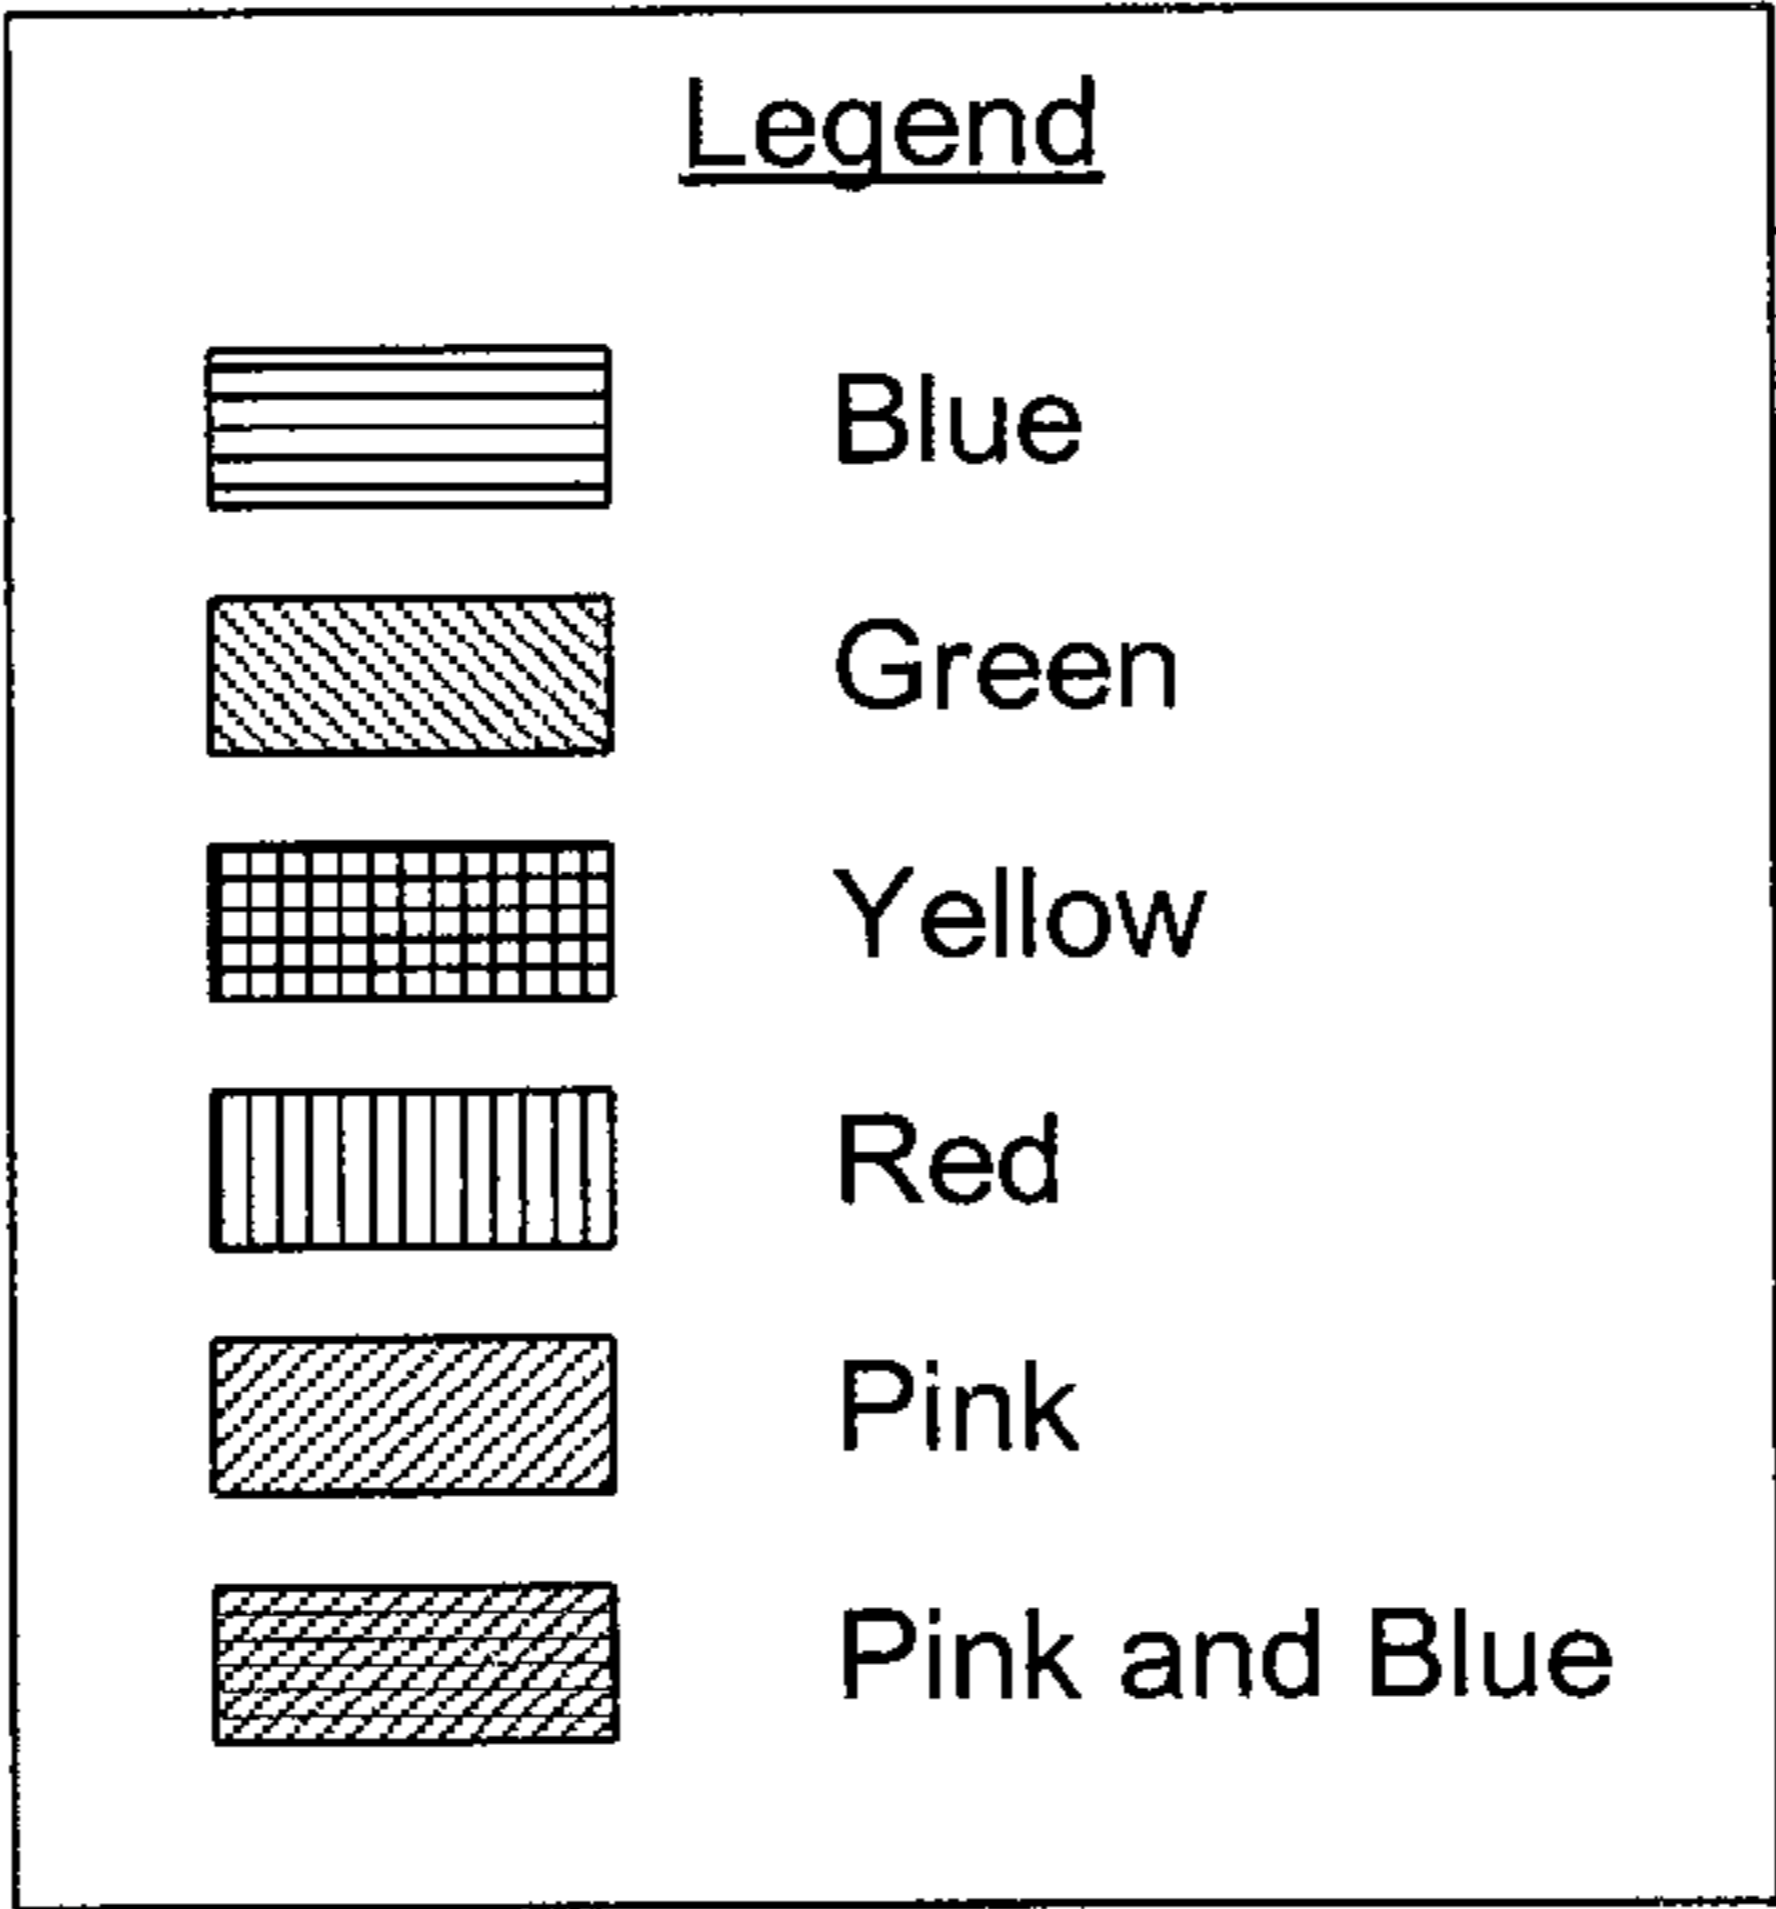 Legend
Blue
Green
Yellow
Red
Pink
Pink and Blue